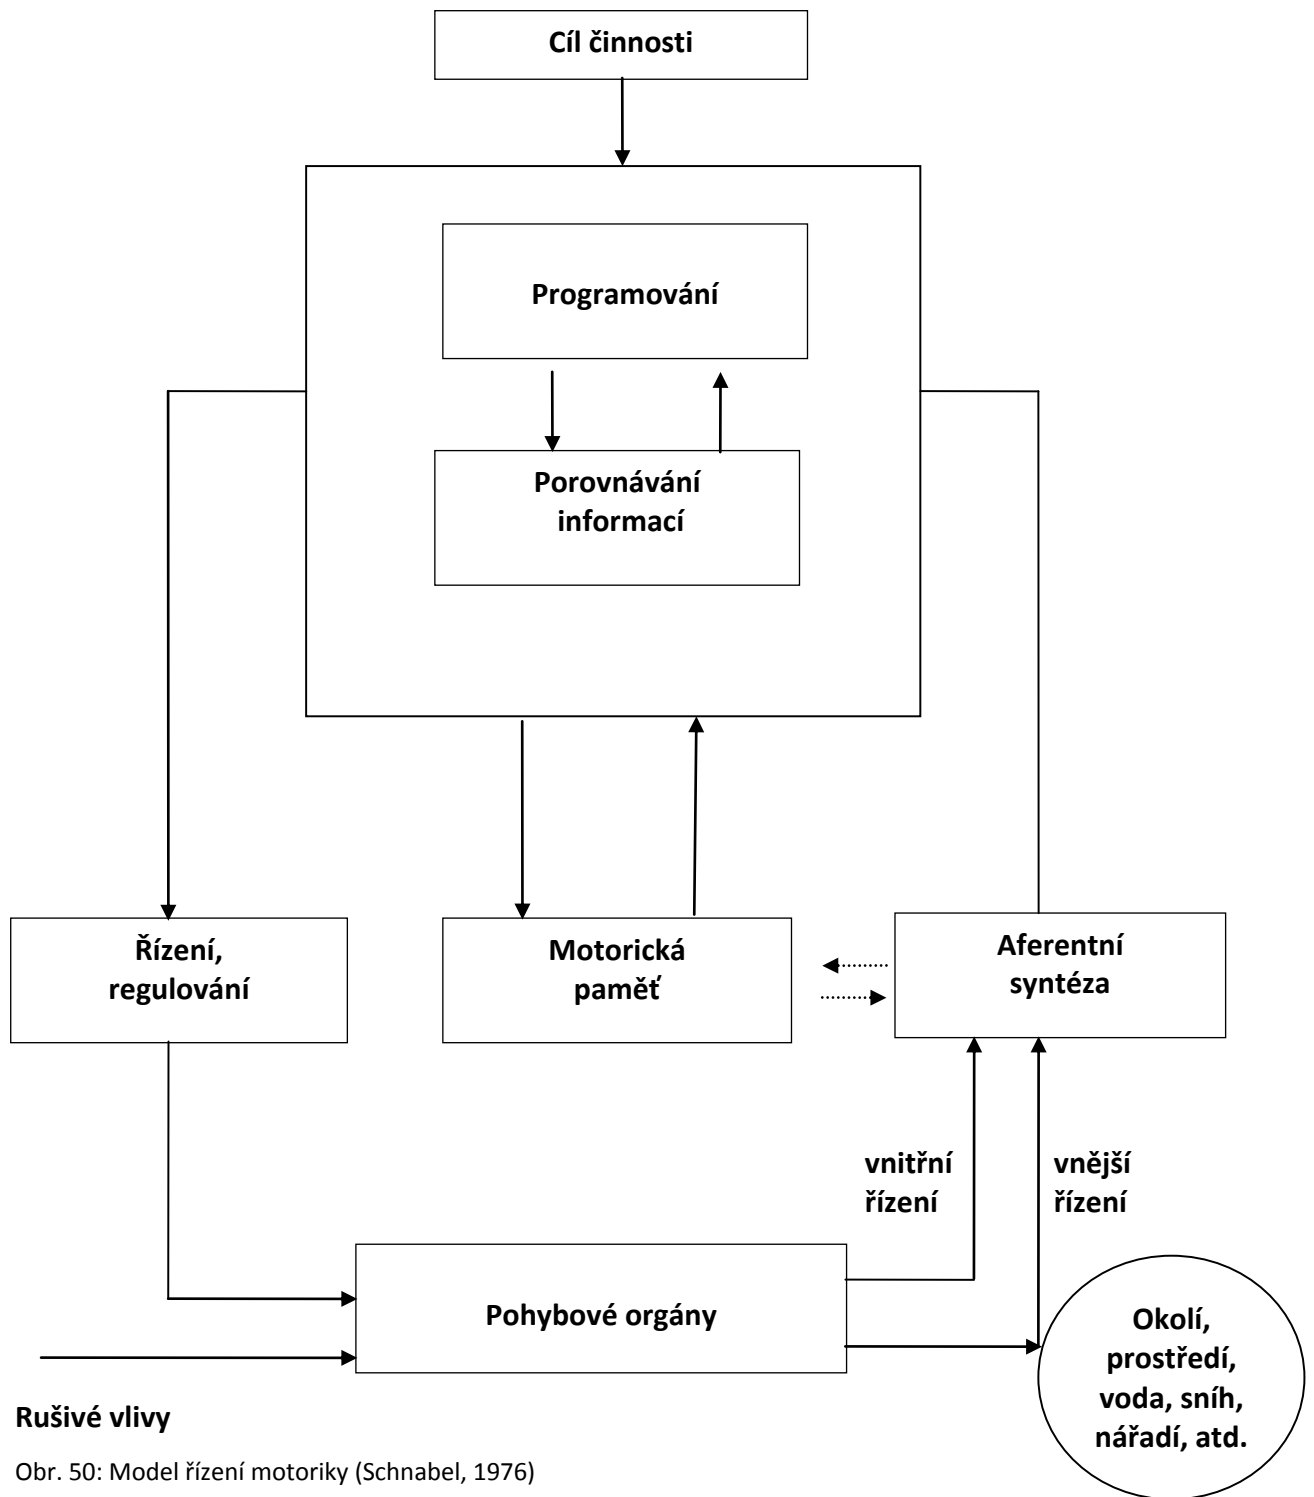 Cíl činnosti
Programování
Porovnávání
informací
Řízení,
regulování
Motorická
paměť
Aferentní
syntéza
vnitřní
řízení
vnější
řízení
Pohybové orgány
Okolí,
prostředí,
voda, sníh,
nářadí, atd.
Rušivé vlivy
Obr. 50: Model řízení motoriky (Schnabel, 1976)